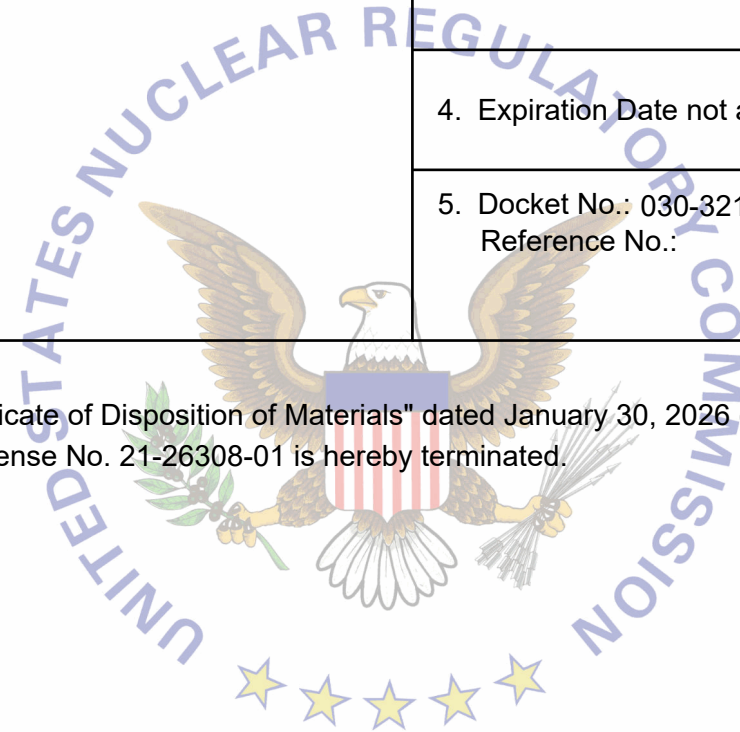 UNITED STATES NUCLEAR REGULATORY COMMISSION
4. Expiration Date not a
5. Docket No.: 030-321
Reference No.:
icate of Disposition of Materials" dated January 30, 2026
ense No. 21-26308-01 is hereby terminated.